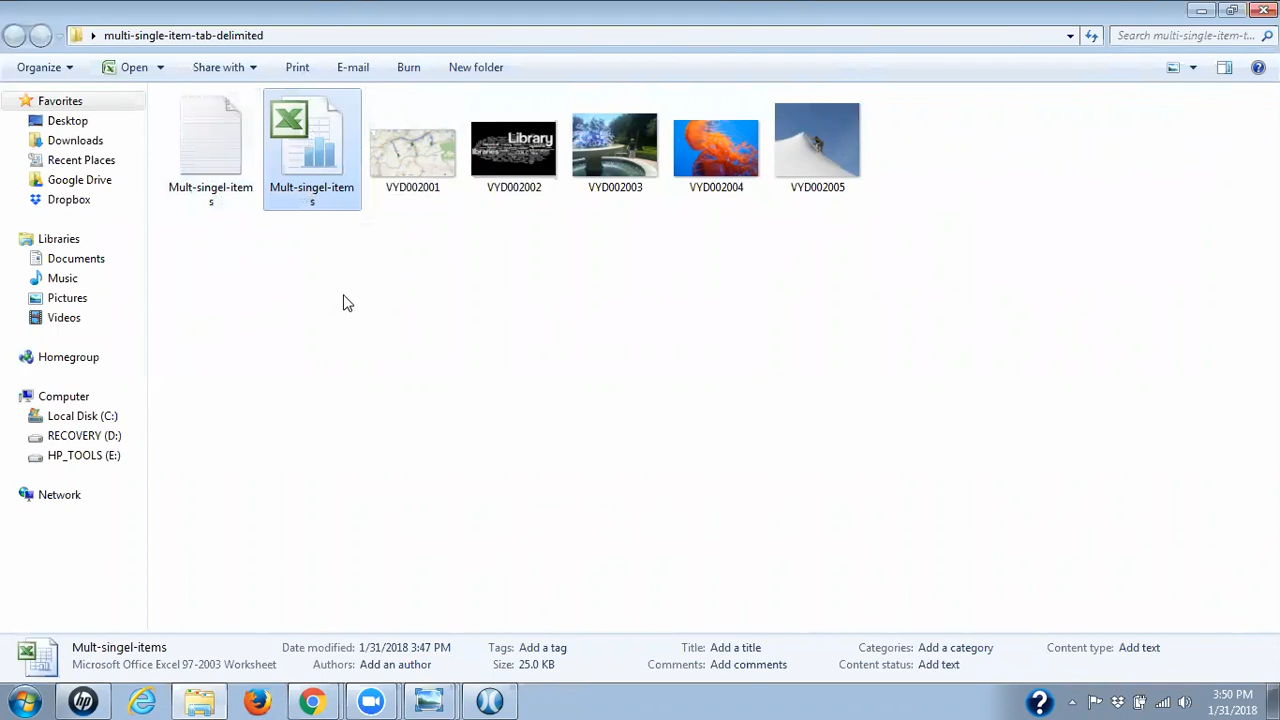 multi-single-item-tab-delimited
Search multi-single-item-t...
Organize
Open
Share with
Print
E-mail
Burn
New folder
Favorites
Desktop
Downloads
Recent Places
Google Drive
Dropbox
Libraries
Documents
Music
Pictures
Videos
Homegroup
Computer
Local Disk (C:)
RECOVERY (D:)
HP_TOOLS (E:)
Network
Mult-singel-item
s
Mult-singel-item
s
VYD002001
Library
VYD002002
VYD002003
VYD002004
VYD002005
Mult-singel-items
Microsoft Office Excel 97-2003 Worksheet
Date modified: 1/31/2018 3:47 PM
Authors: Add an author
Tags: Add a tag
Size: 25.0 KB
Title: Add a title
Comments: Add comments
Categories: Add a category
Content status: Add text
Content type: Add text
hp
3:50 PM
1/31/2018